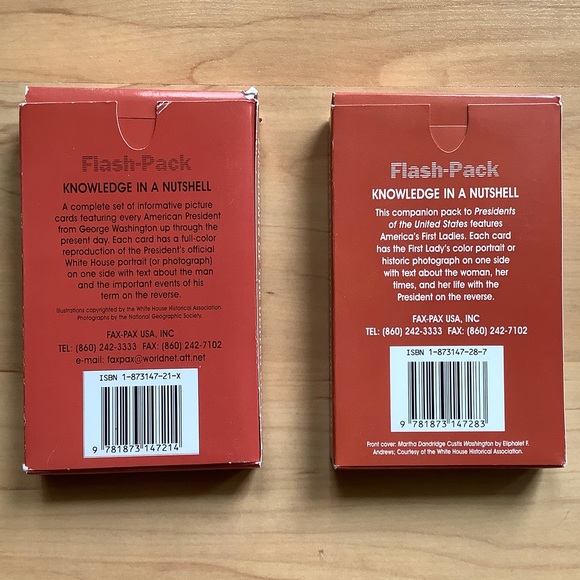 Flash-Pack
KNOWLEDGE IN A NUTSHELL
A complete set of informative picture
cards featuring every American President
from George Washington up through the
present day. Each card has a full-color
reproduction of the President's official
White House portrait (or photograph)
on one side with text about the man
and the important events of his
term on the reverse.
Illustrations copyrighted by the White House Historical Association.
Photographs by the National Geographic Society.
FAX-PAX USA, INC
TEL: (860) 242-3333 FAX: (860) 242-7102
e-mail: faxpax@worldnet.att.net
ISBN 1-873147-21-X
9 781873 147214
Flash-Pack
KNOWLEDGE IN A NUTSHELL
This companion pack to Presidents
of the United States features
America's First Ladies. Each card
has the First Lady's color portrait or
historic photograph on one side
with text about the woman, her
times, and her life with the
President on the reverse.
FAX-PAX USA, INC
TEL: (860) 242-3333 FAX: (860) 242-7102
ISBN 1-873147-28-7
9 781873 147283
Front cover: Martha Dandridge Custis Washington by Eliphalet F.
Andrews; Courtesy of the White House Historical Association.